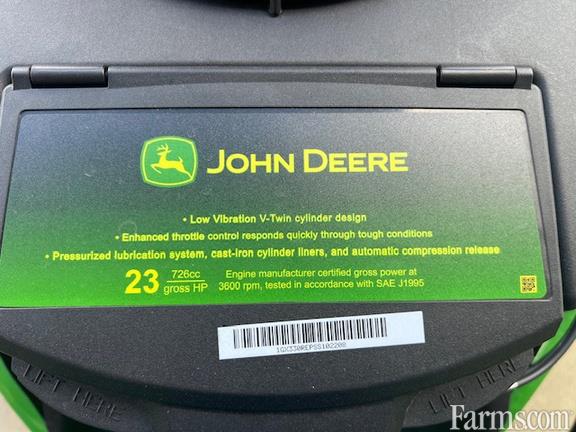 JOHN DEERE
• Low Vibration V-Twin cylinder design
• Enhanced throttle control responds quickly through tough conditions
• Pressurized lubrication system, cast-iron cylinder liners, and automatic compression release
23 726cc
gross HP
Engine manufacturer certified gross power at
3600 rpm, tested in accordance with SAE J1995
1GX330REPSS102208
LIFT HERE
LIFT HERE
Farms.com